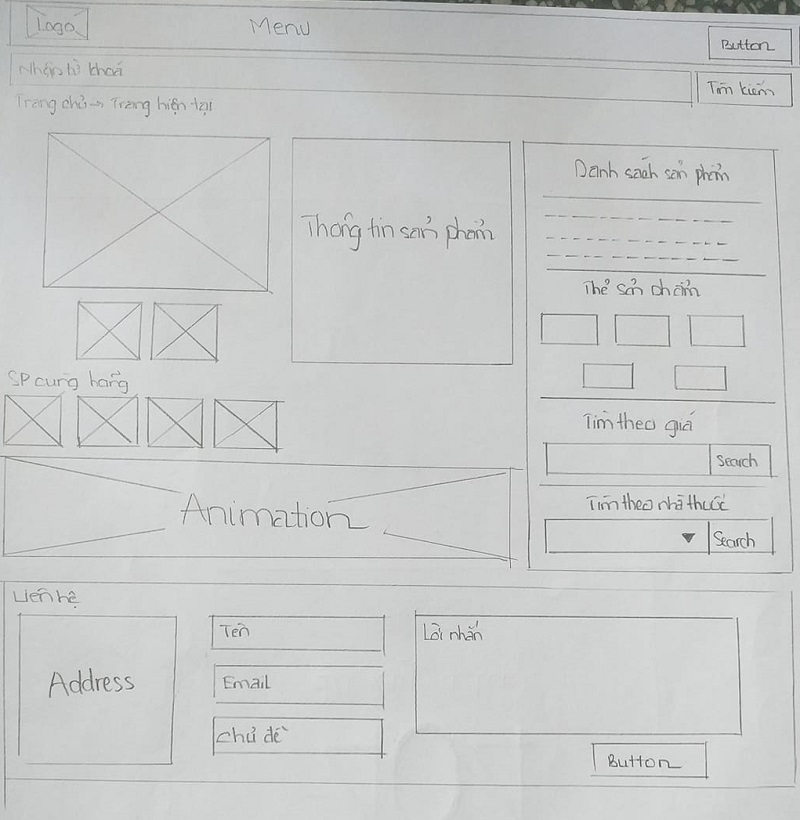 Logo
Menu
Button
Nhập từ khoá
Tìm kiếm
Trang chủ → Trang hiện tại
Thông tin sản phẩm
Danh sách sản phẩm
Thẻ sản phẩm
SP cùng hãng
Tìm theo giá
Search
Animation
Tìm theo nhà thuốc
Search
Liên hệ
Address
Tên
Email
Chủ đề
Lời nhắn
Button